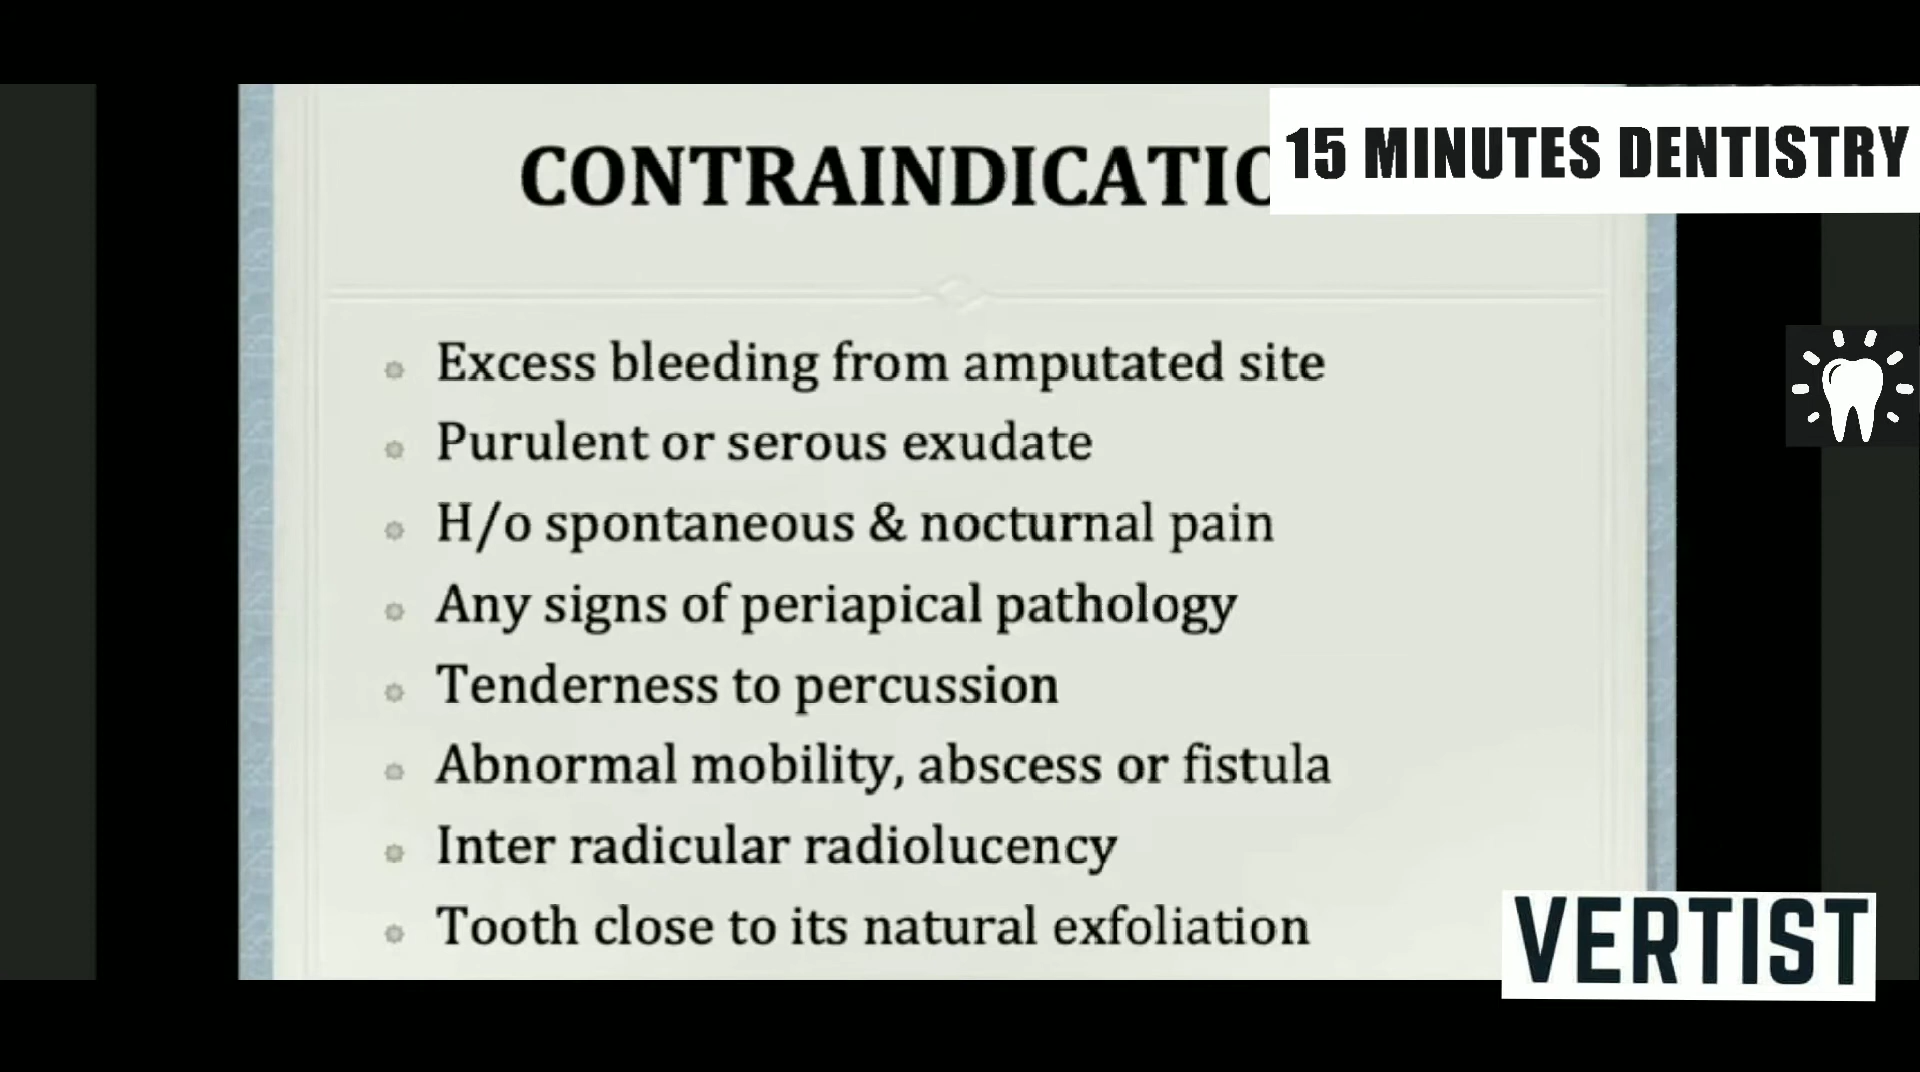 15 MINUTES DENTISTRY
CONTRAINDICATIO
Excess bleeding from amputated site
Purulent or serous exudate
H/o spontaneous & nocturnal pain
Any signs of periapical pathology
Tenderness to percussion
Abnormal mobility, abscess or fistula
Inter radicular radiolucency
Tooth close to its natural exfoliation
VERTIST